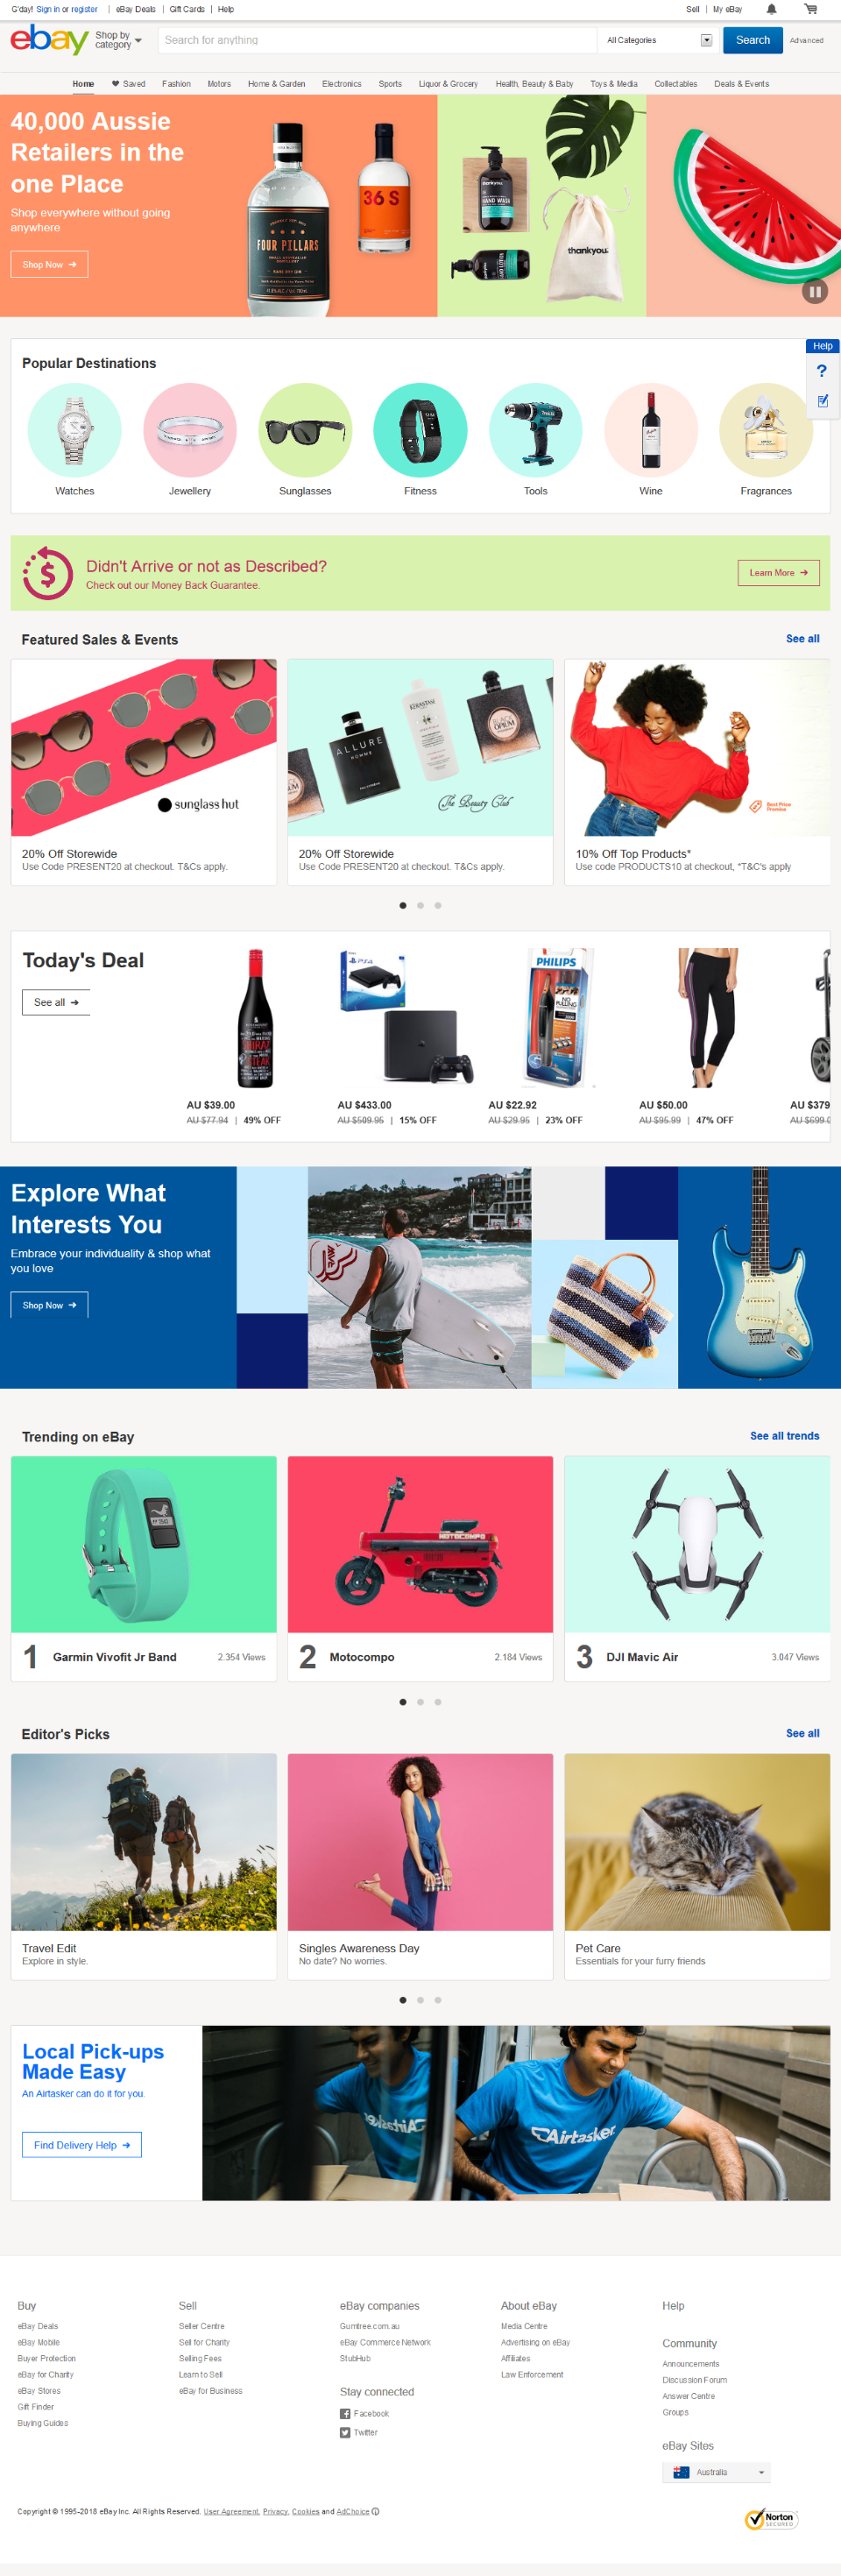 G'day! Sign in or register | eBay Deals | Gift Cards | Help
Sell | My eBay
ebay
Shop by category
Search for anything
All Categories
Search
Advanced
Home
Saved
Fashion
Motors
Home & Garden
Electronics
Sports
Liquor & Grocery
Health, Beauty & Baby
Toys & Media
Collectables
Deals & Events
40,000 Aussie
Retailers in the
one Place
Shop everywhere without going
anywhere
Shop Now →
FOUR PILLARS
36 S
thankyou.
HAND WASH
thankyou.
Help
?
Popular Destinations
Watches
Jewellery
Sunglasses
Fitness
Tools
Wine
Fragrances
Didn't Arrive or not as Described?
Check out our Money Back Guarantee.
Learn More →
Featured Sales & Events
See all
sunglass hut
ALLURE
HOMME
KÉRASTASE
BLACK
OPIUM
The Beauty Club
Best Price
Promise
20% Off Storewide
Use Code PRESENT20 at checkout. T&Cs apply.
20% Off Storewide
Use Code PRESENT20 at checkout. T&Cs apply.
10% Off Top Products*
Use code PRODUCTS10 at checkout, *T&C's apply
Today's Deal
See all →
PS4
PHILIPS
AU $39.00
AU $77.94 | 49% OFF
AU $433.00
AU $509.95 | 15% OFF
AU $22.92
AU $29.95 | 23% OFF
AU $50.00
AU $95.99 | 47% OFF
AU $379
AU $599.0
Explore What
Interests You
Embrace your individuality & shop what
you love
Shop Now →
Trending on eBay
See all trends
MOTOCOMPO
1 Garmin Vivofit Jr Band 2.354 Views
2 Motocompo 2.184 Views
3 DJI Mavic Air 3.047 Views
Editor's Picks
See all
Travel Edit
Explore in style.
Singles Awareness Day
No date? No worries.
Pet Care
Essentials for your furry friends
Local Pick-ups
Made Easy
An Airtasker can do it for you.
Find Delivery Help →
Airtasker
Airtasker
Buy
eBay Deals
eBay Mobile
Buyer Protection
eBay for Charity
eBay Stores
Gift Finder
Buying Guides
Sell
Seller Centre
Sell for Charity
Selling Fees
Learn to Sell
eBay for Business
eBay companies
Gumtree.com.au
eBay Commerce Network
StubHub
Stay connected
Facebook
Twitter
About eBay
Media Centre
Advertising on eBay
Affiliates
Law Enforcement
Help
Community
Announcements
Discussion Forum
Answer Centre
Groups
eBay Sites
Australia
Copyright © 1995-2018 eBay Inc. All Rights Reserved. User Agreement, Privacy, Cookies and AdChoice
Norton
SECURED